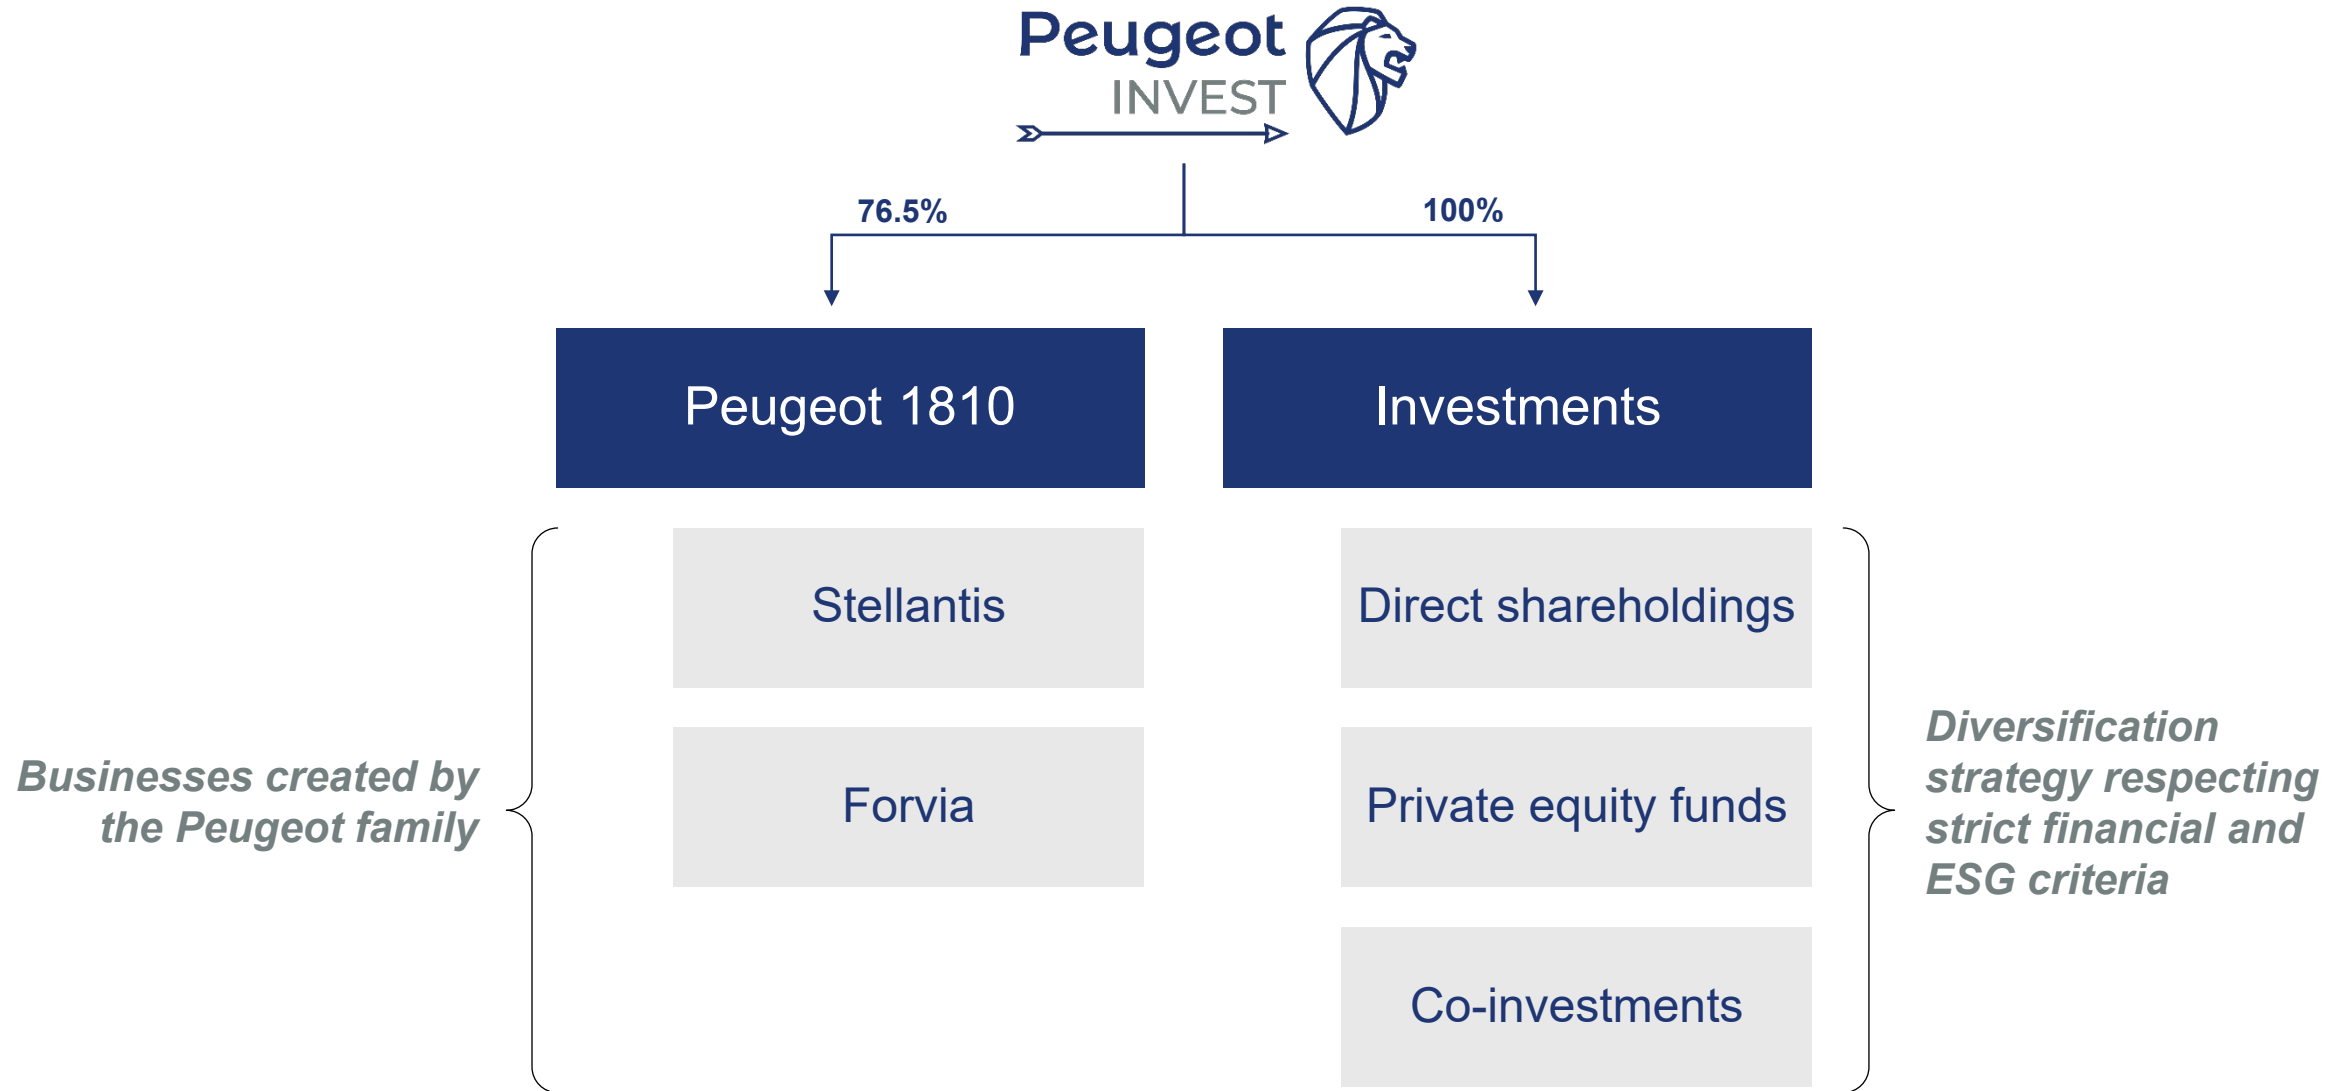 Peugeot
INVEST
76.5%
100%
Peugeot 1810
Investments
Businesses created by
the Peugeot family
Stellantis
Forvia
Direct shareholdings
Private equity funds
Co-investments
Diversification
strategy respecting
strict financial and
ESG criteria